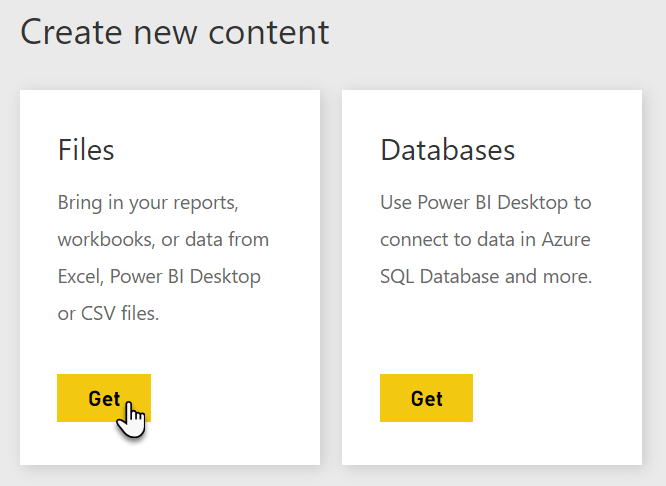 Create new content
Files
Bring in your reports,
workbooks, or data from
Excel, Power BI Desktop
or CSV files.
Get
Databases
Use Power BI Desktop to
connect to data in Azure
SQL Database and more.
Get